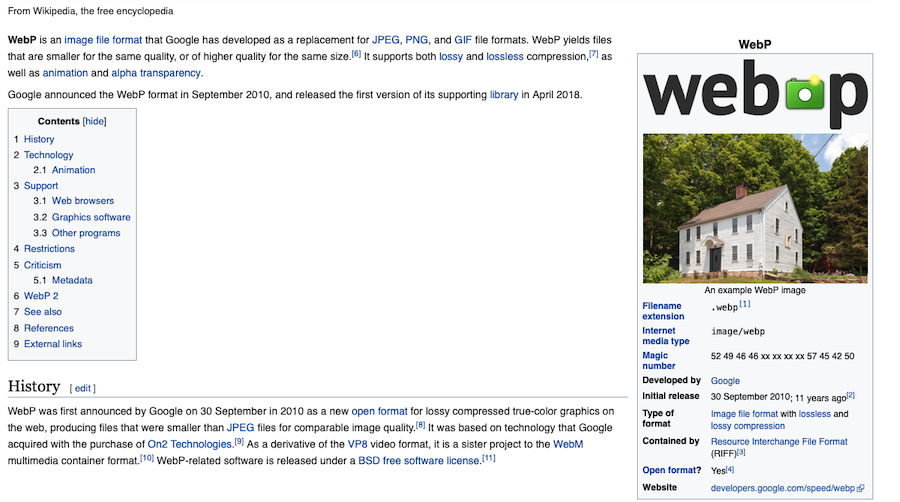 From Wikipedia, the free encyclopedia
WebP is an image file format that Google has developed as a replacement for JPEG, PNG, and GIF file formats. WebP yields files
that are smaller for the same quality, or of higher quality for the same size.[6] It supports both lossy and lossless compression,[7] as
well as animation and alpha transparency.
Google announced the WebP format in September 2010, and released the first version of its supporting library in April 2018.
Contents [hide]
1 History
2 Technology
2.1 Animation
3 Support
3.1 Web browsers
3.2 Graphics software
3.3 Other programs
4 Restrictions
5 Criticism
5.1 Metadata
6 WebP 2
7 See also
8 References
9 External links
History [ edit ]
WebP was first announced by Google on 30 September in 2010 as a new open format for lossy compressed true-color graphics on
the web, producing files that were smaller than JPEG files for comparable image quality.[8] It was based on technology that Google
acquired with the purchase of On2 Technologies.[9] As a derivative of the VP8 video format, it is a sister project to the WebM
multimedia container format.[10] WebP-related software is released under a BSD free software license.[11]
WebP
webp
An example WebP image
Filename extension .webp[1]
Internet media type image/webp
Magic number 52 49 46 46 xx xx xx xx 57 45 42 50
Developed by Google
Initial release 30 September 2010; 11 years ago[2]
Type of format Image file format with lossless and
lossy compression
Contained by Resource Interchange File Format
(RIFF)[3]
Open format? Yes[4]
Website developers.google.com/speed/webp